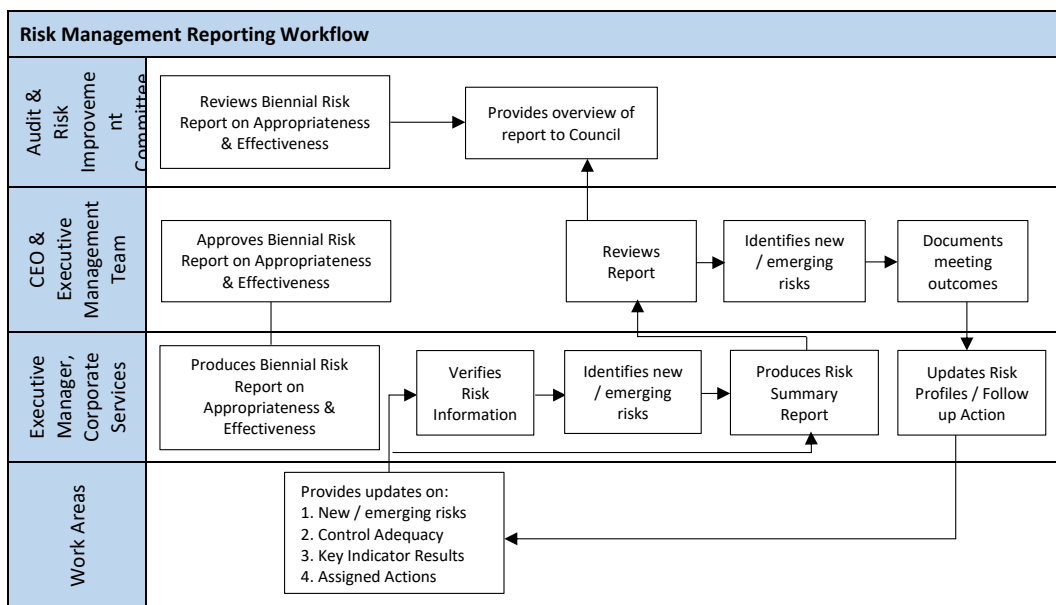 Risk Management Reporting Workflow
Audit &
Risk
Improveme
nt
Committee
Reviews Biennial Risk
Report on Appropriateness
& Effectiveness
Provides overview of
report to Council
CEO &
Executive
Management
Team
Approves Biennial Risk
Report on Appropriateness
& Effectiveness
Reviews
Report
Identifies new
/ emerging
risks
Documents
meeting
outcomes
Executive
Manager,
Corporate
Services
Produces Biennial Risk
Report on
Appropriateness &
Effectiveness
Verifies
Risk
Information
Identifies new
/ emerging
risks
Produces Risk
Summary
Report
Updates Risk
Profiles / Follow
up Action
Work Areas
Provides updates on:
1. New / emerging risks
2. Control Adequacy
3. Key Indicator Results
4. Assigned Actions